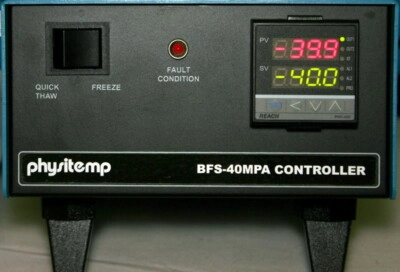 PV -39.9
SV -40.0
QUICK THAW
FREEZE
FAULT CONDITION
physitemp
BFS-40MPA CONTROLLER